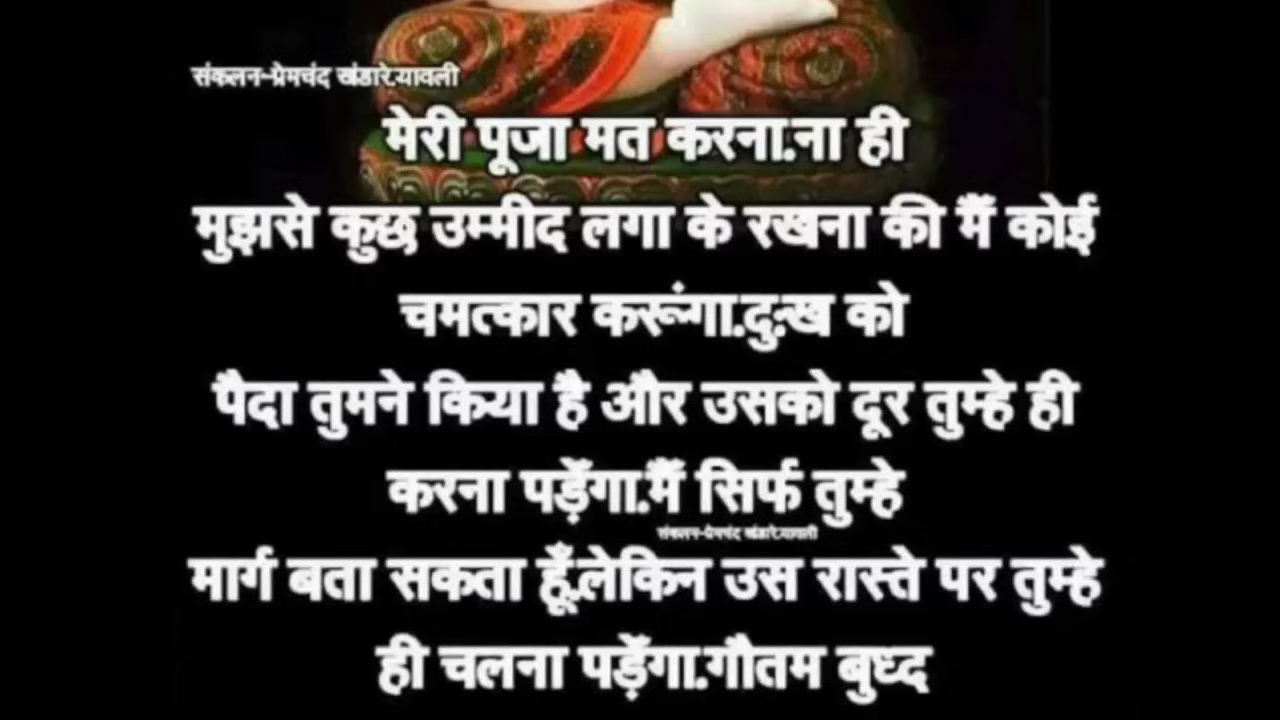 संकलन-प्रेमचंद खंडारे.यावली
मेरी पूजा मत करना.ना ही
मुझसे कुछ उम्मीद लगा के रखना की मैं कोई
चमत्कार करूंगा.दुःख को
पैदा तुमने किया है और उसको दूर तुम्हे ही
करना पड़ेंगा.मैं सिर्फ तुम्हे
संकलन-प्रेमचंद खंडारे.यावली
मार्ग बता सकता हूँ.लेकिन उस रास्ते पर तुम्हे
ही चलना पड़ेंगा.गौतम बुध्द